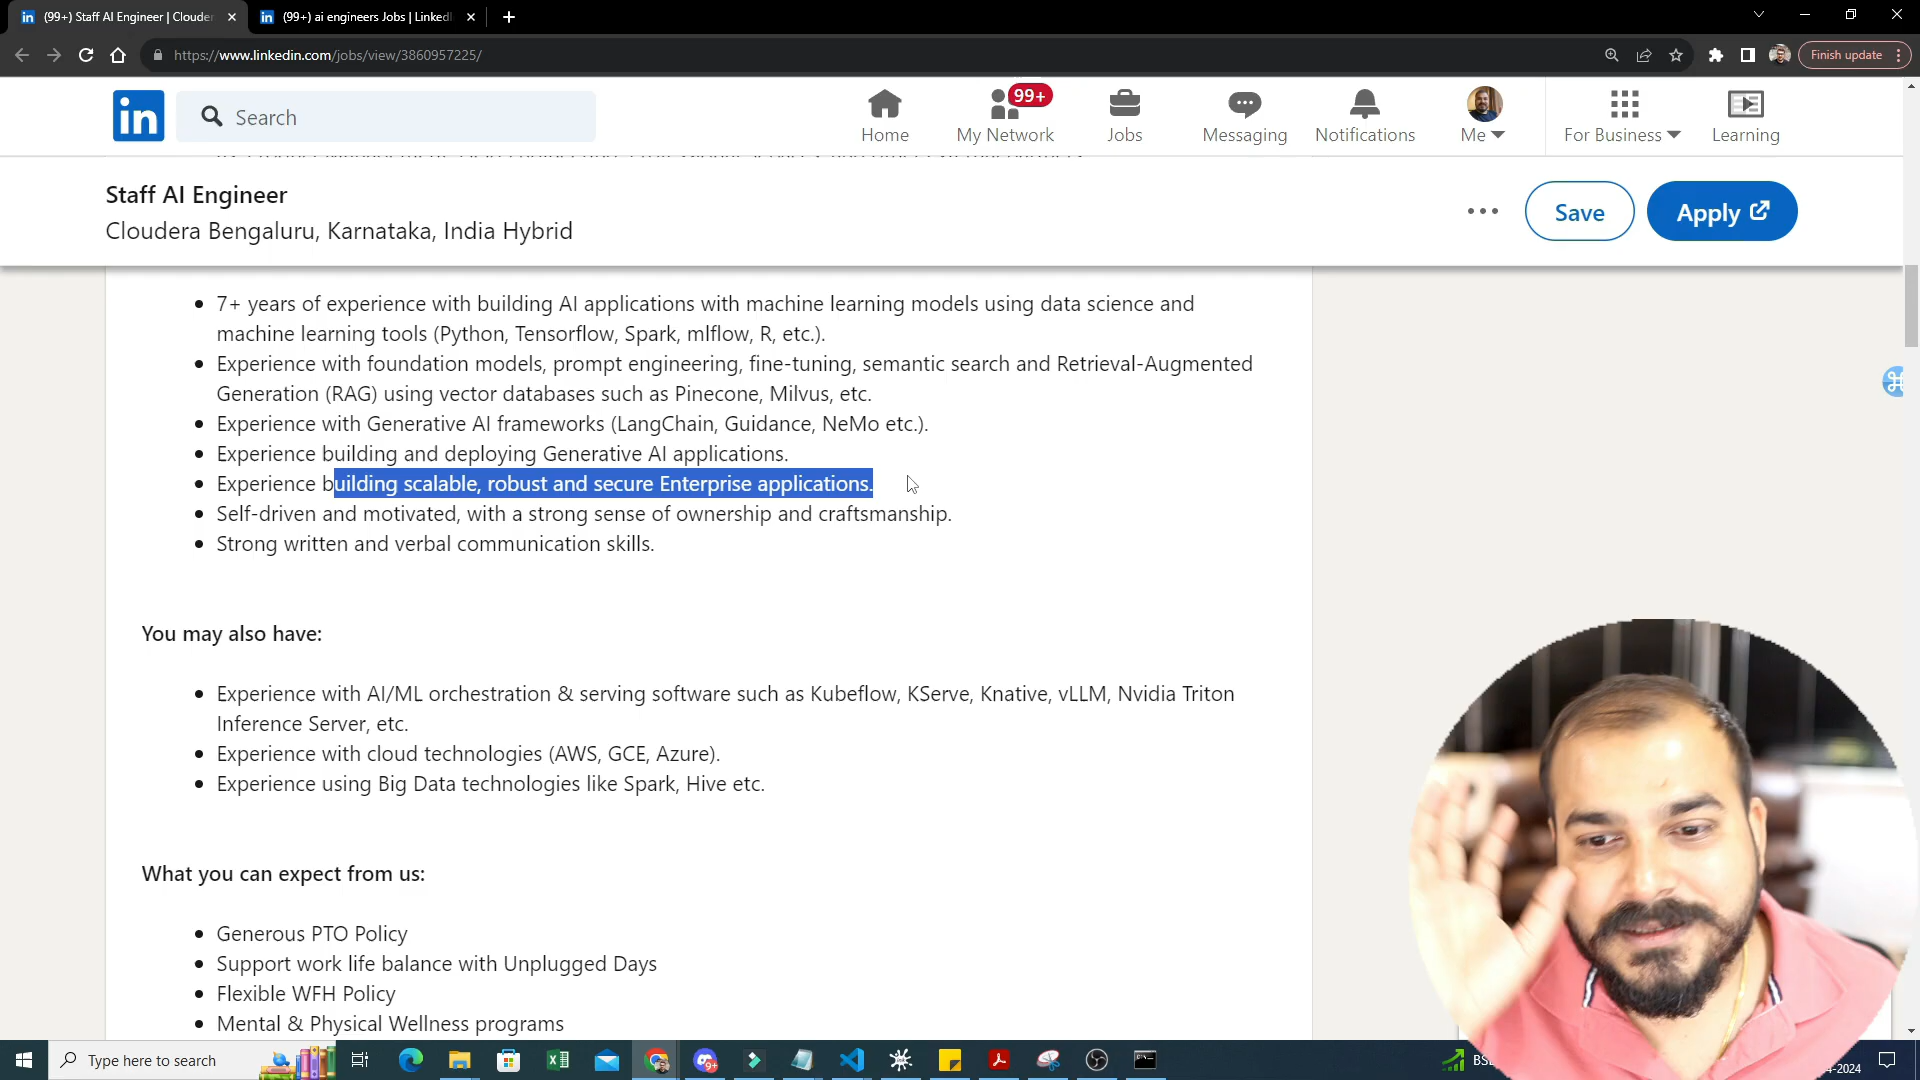 (99+) Staff AI Engineer | Clouder
(99+) ai engineers Jobs | LinkedI
https://www.linkedin.com/jobs/view/3860957225/
Finish update
in
Search
99+
Home
My Network
Jobs
Messaging
Notifications
Me
For Business
Learning
Staff AI Engineer
Cloudera Bengaluru, Karnataka, India Hybrid
Save
Apply
7+ years of experience with building AI applications with machine learning models using data science and
machine learning tools (Python, Tensorflow, Spark, mlflow, R, etc.).
Experience with foundation models, prompt engineering, fine-tuning, semantic search and Retrieval-Augmented
Generation (RAG) using vector databases such as Pinecone, Milvus, etc.
Experience with Generative AI frameworks (LangChain, Guidance, NeMo etc.).
Experience building and deploying Generative AI applications.
Experience building scalable, robust and secure Enterprise applications.
Self-driven and motivated, with a strong sense of ownership and craftsmanship.
Strong written and verbal communication skills.
You may also have:
Experience with AI/ML orchestration & serving software such as Kubeflow, KServe, Knative, vLLM, Nvidia Triton
Inference Server, etc.
Experience with cloud technologies (AWS, GCE, Azure).
Experience using Big Data technologies like Spark, Hive etc.
What you can expect from us:
Generous PTO Policy
Support work life balance with Unplugged Days
Flexible WFH Policy
Mental & Physical Wellness programs
Type here to search